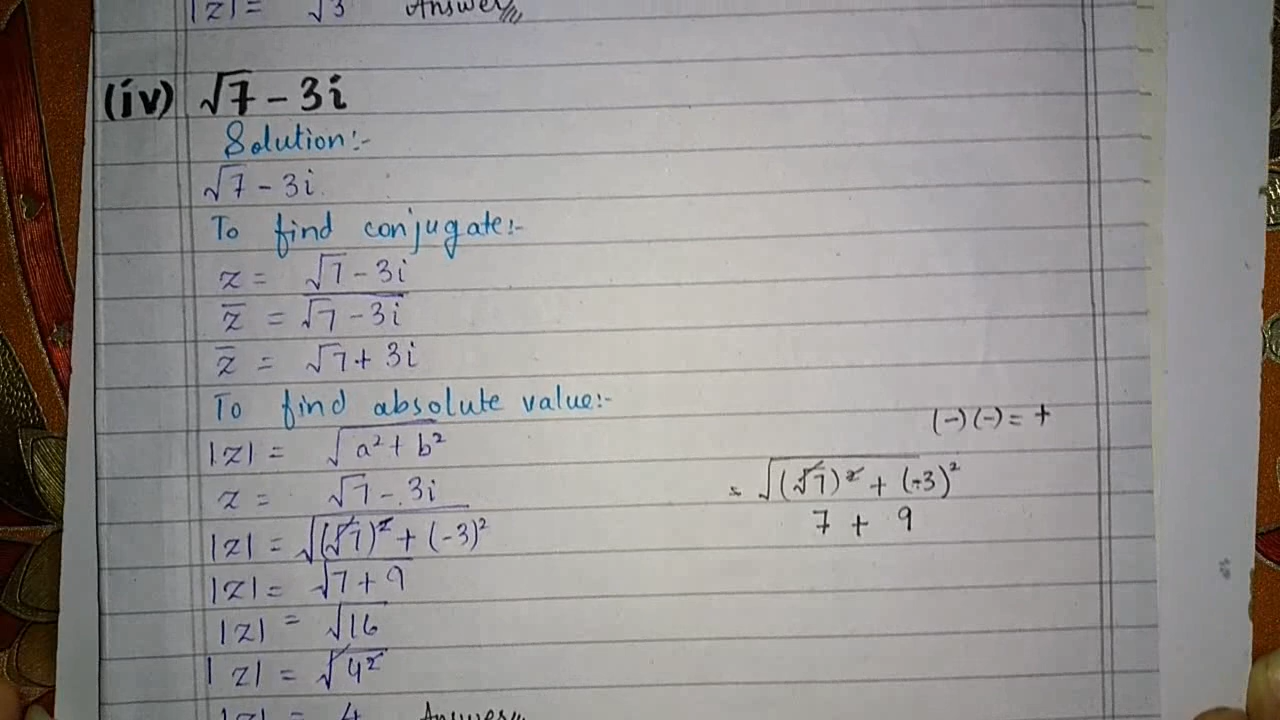 |z| = √3 Answer
(iv) √7 - 3i
Solution:-
√7 - 3i
To find conjugate:-
z = √7 - 3i
z̅ = \overline{√7 - 3i}
z̅ = √7 + 3i
To find absolute value:-
|z| = √(a² + b²)
z = √7 - 3i
|z| = √((√7)² + (-3)²)
|z| = √(7 + 9)
|z| = √16
|z| = √4²
|z| = 4 Answer
(-)(-) = +
= √((√7)² + (-3)²)
7 + 9